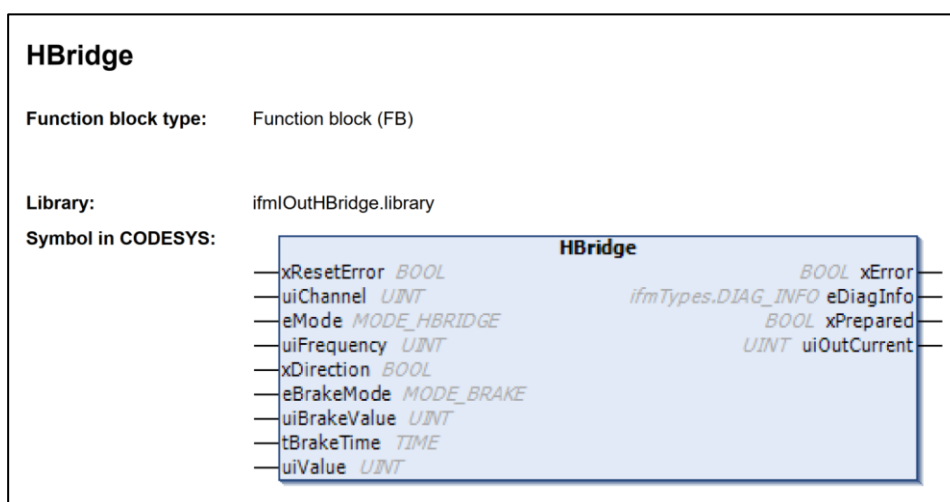 HBridge
Function block type: Function block (FB)
Library: ifmIOutHBridge.library
Symbol in CODESYS:
HBridge
xResetError BOOL BOOL xError
uiChannel UINT ifmTypes.DIAG_INFO eDiagInfo
eMode MODE_HBRIDGE BOOL xPrepared
uiFrequency UINT UINT uiOutCurrent
xDirection BOOL
eBrakeMode MODE_BRAKE
uiBrakeValue UINT
tBrakeTime TIME
uiValue UINT